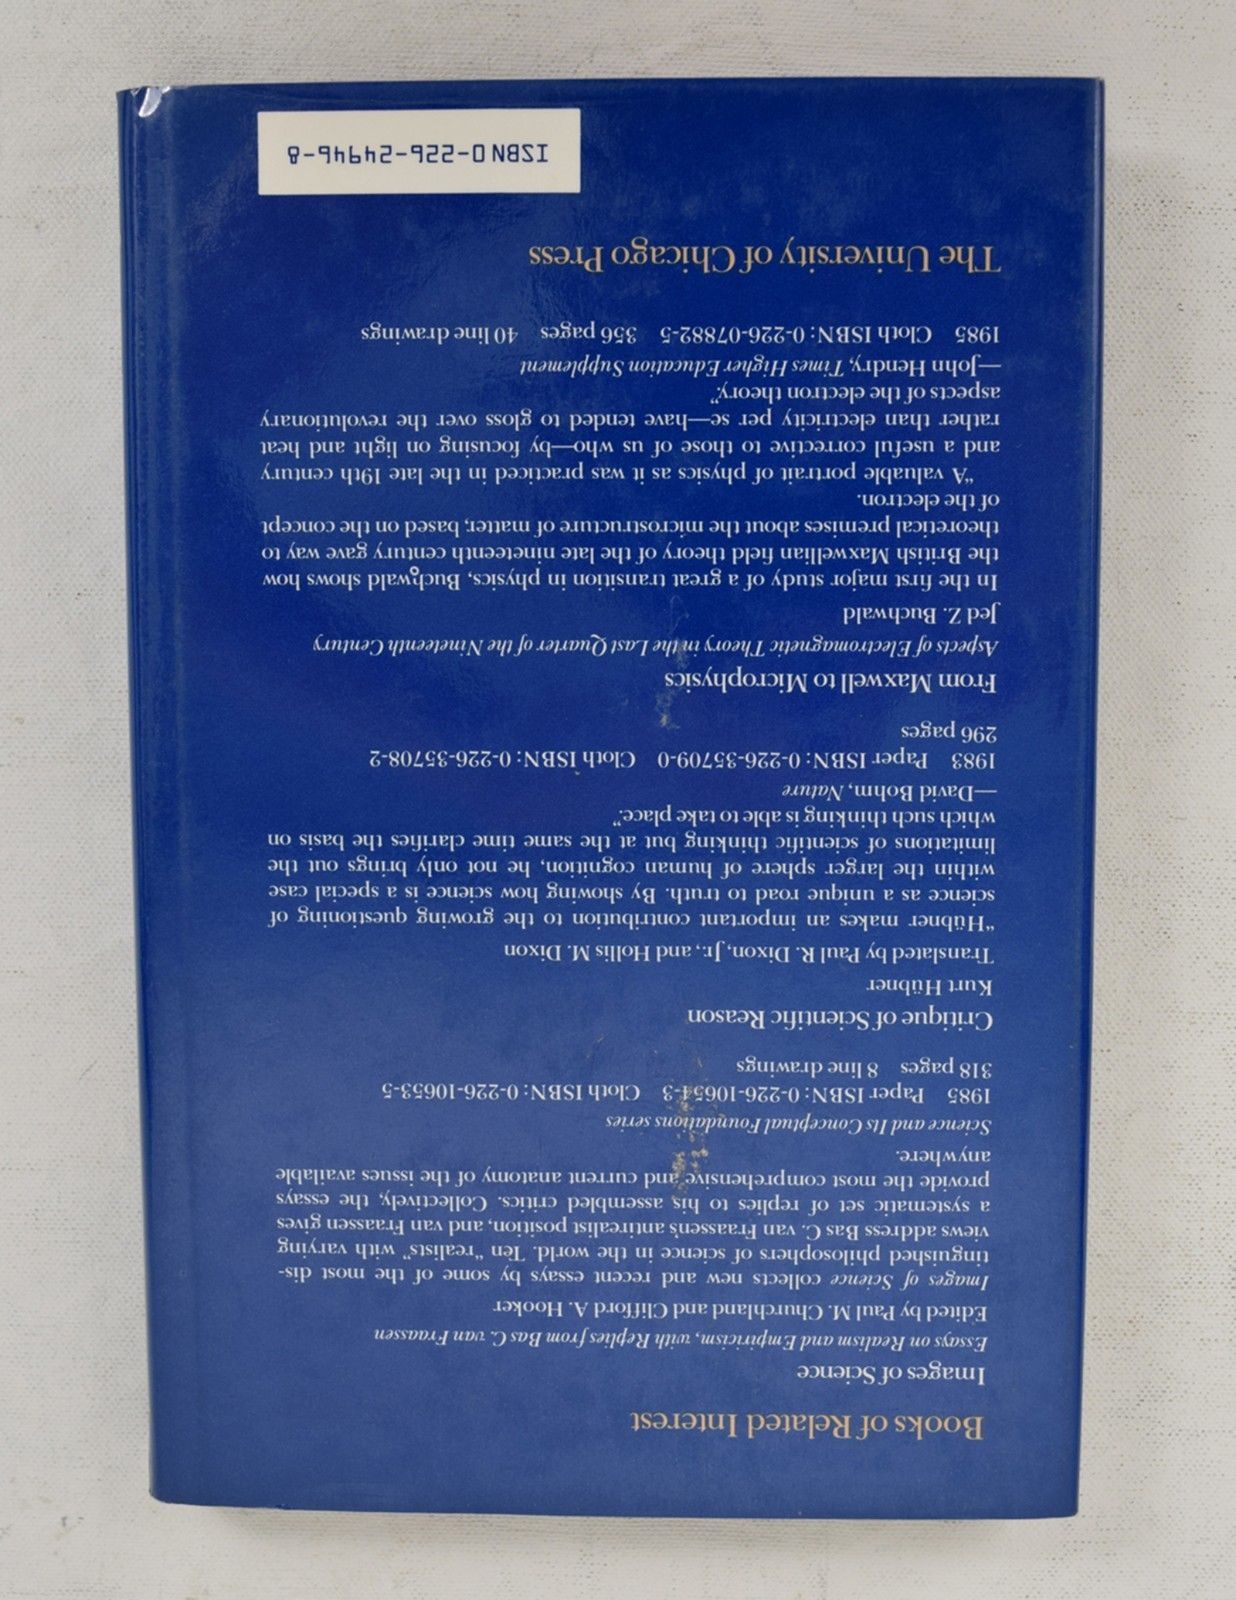 Books of Related Interest
Images of Science
Essays on Realism and Empiricism, with Replies from Bas C. van Fraassen
Edited by Paul M. Churchland and Clifford A. Hooker
Images of Science collects new and recent essays by some of the most dis-
tinguished philosophers of science in the world. Ten "realists" with varying
views address Bas C. van Fraassen's antirealist position, and van Fraassen gives
a systematic set of replies to his assembled critics. Collectively, the essays
provide the most comprehensive and current anatomy of the issues available
anywhere.
Science and Its Conceptual Foundations series
1985 Paper ISBN: 0-226-10654-3 Cloth ISBN: 0-226-10653-5
318 pages 8 line drawings
Critique of Scientific Reason
Kurt Hübner
Translated by Paul R. Dixon, Jr., and Hollis M. Dixon
"Hübner makes an important contribution to the growing questioning of
science as a unique road to truth. By showing how science is a special case
within the larger sphere of human cognition, he not only brings out the
limitations of scientific thinking but at the same time clarifies the basis on
which such thinking is able to take place."
—David Bohm, Nature
1983 Paper ISBN: 0-226-35709-0 Cloth ISBN: 0-226-35708-2
296 pages
From Maxwell to Microphysics
Aspects of Electromagnetic Theory in the Last Quarter of the Nineteenth Century
Jed Z. Buchwald
In the first major study of a great transition in physics, Buchwald shows how
the British Maxwellian field theory of the late nineteenth century gave way to
theoretical premises about the microstructure of matter, based on the concept
of the electron.
"A valuable portrait of physics as it was practiced in the late 19th century
and a useful corrective to those of us who—by focusing on light and heat
rather than electricity per se—have tended to gloss over the revolutionary
aspects of the electron theory."
—John Hendry, Times Higher Education Supplement
1985 Cloth ISBN: 0-226-07882-5 356 pages 40 line drawings
The University of Chicago Press
ISBN 0-226-24946-8